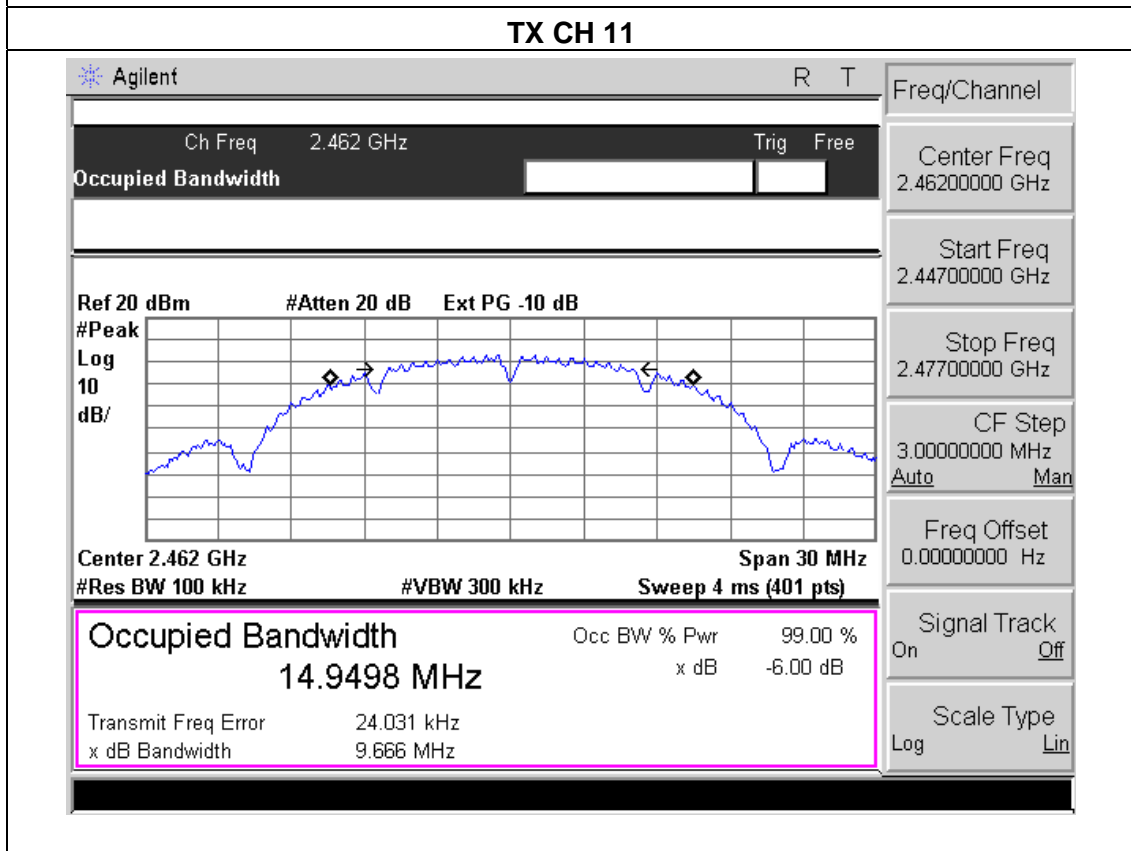 TX CH 11
Agilent R T
Ch Freq 2.462 GHz Trig Free
Occupied Bandwidth
Ref 20 dBm #Atten 20 dB Ext PG -10 dB
#Peak
Log
10
dB/
Center 2.462 GHz Span 30 MHz
#Res BW 100 kHz #VBW 300 kHz Sweep 4 ms (401 pts)
Occupied Bandwidth Occ BW % Pwr 99.00 %
14.9498 MHz x dB -6.00 dB
Transmit Freq Error 24.031 kHz
x dB Bandwidth 9.666 MHz
Freq/Channel
Center Freq
2.46200000 GHz
Start Freq
2.44700000 GHz
Stop Freq
2.47700000 GHz
CF Step
3.00000000 MHz
Auto Man
Freq Offset
0.00000000 Hz
Signal Track
On Off
Scale Type
Log Lin